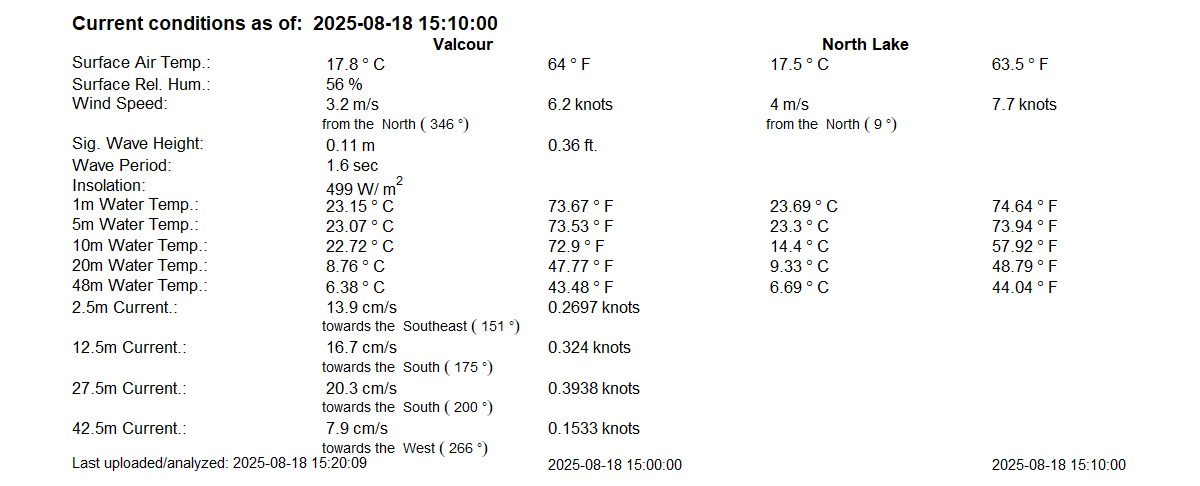 Current conditions as of: 2025-08-18 15:10:00
Valcour North Lake
Surface Air Temp.: 17.8 ° C 64 ° F 17.5 ° C 63.5 ° F
Surface Rel. Hum.: 56 %
Wind Speed: 3.2 m/s 6.2 knots 4 m/s 7.7 knots
from the North ( 346 °) from the North ( 9 °)
Sig. Wave Height: 0.11 m 0.36 ft.
Wave Period: 1.6 sec
Insolation: 499 W/ m2
1m Water Temp.: 23.15 ° C 73.67 ° F 23.69 ° C 74.64 ° F
5m Water Temp.: 23.07 ° C 73.53 ° F 23.3 ° C 73.94 ° F
10m Water Temp.: 22.72 ° C 72.9 ° F 14.4 ° C 57.92 ° F
20m Water Temp.: 8.76 ° C 47.77 ° F 9.33 ° C 48.79 ° F
48m Water Temp.: 6.38 ° C 43.48 ° F 6.69 ° C 44.04 ° F
2.5m Current.: 13.9 cm/s 0.2697 knots
towards the Southeast ( 151 °)
12.5m Current.: 16.7 cm/s 0.324 knots
towards the South ( 175 °)
27.5m Current.: 20.3 cm/s 0.3938 knots
towards the South ( 200 °)
42.5m Current.: 7.9 cm/s 0.1533 knots
towards the West ( 266 °)
Last uploaded/analyzed: 2025-08-18 15:20:09 2025-08-18 15:00:00 2025-08-18 15:10:00